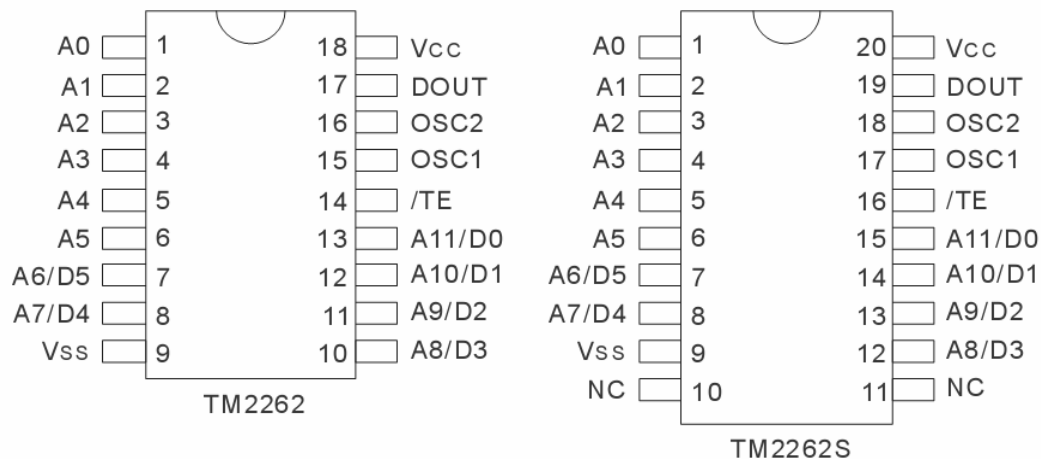 A0 1 18 Vcc
A1 2 17 DOUT
A2 3 16 OSC2
A3 4 15 OSC1
A4 5 14 /TE
A5 6 13 A11/D0
A6/D5 7 12 A10/D1
A7/D4 8 11 A9/D2
Vss 9 10 A8/D3
TM2262
A0 1 20 Vcc
A1 2 19 DOUT
A2 3 18 OSC2
A3 4 17 OSC1
A4 5 16 /TE
A5 6 15 A11/D0
A6/D5 7 14 A10/D1
A7/D4 8 13 A9/D2
Vss 9 12 A8/D3
NC 10 11 NC
TM2262S